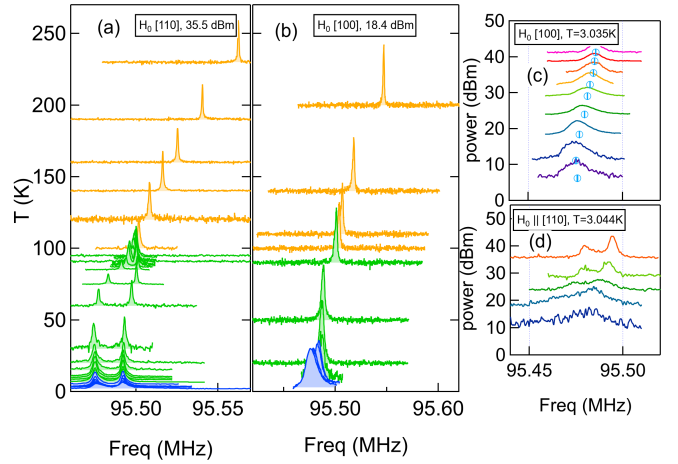 (a)
H₀ [110], 35.5 dBm
(b)
H₀ [100], 18.4 dBm
T (K)
250
200
150
100
50
0
95.50
95.55
Freq (MHz)
95.50
95.60
Freq (MHz)
H₀ [100], T=3.035K
(c)
power (dBm)
50
40
30
20
10
0
H₀ || [110], T=3.044K
(d)
power (dBm)
50
40
30
20
10
0
95.45
95.50
Freq (MHz)